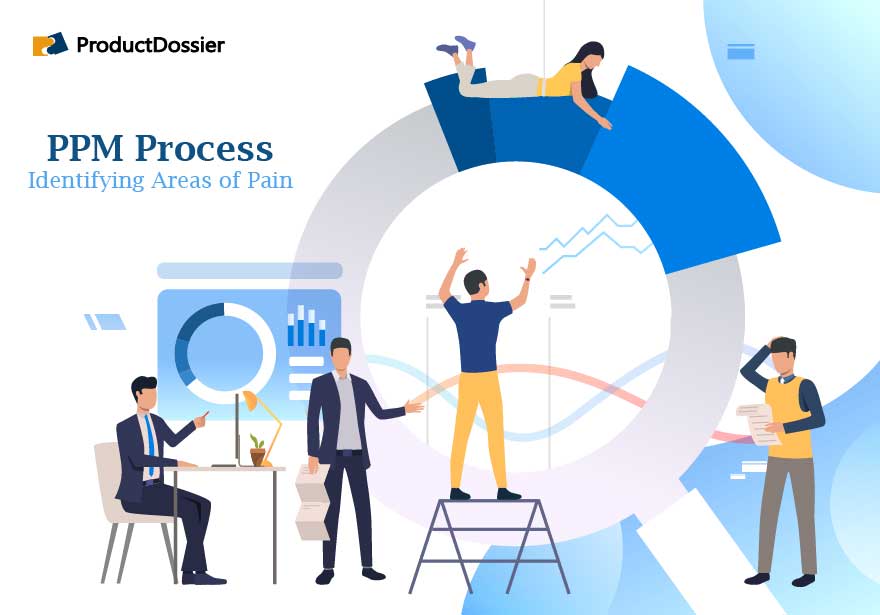 ProductDossier
PPM Process
Identifying Areas of Pain